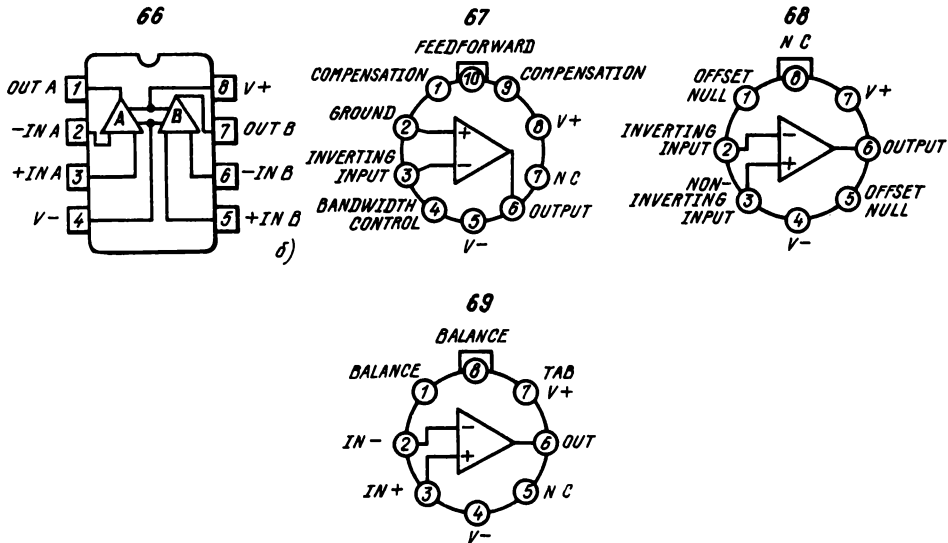 66
OUT A
1
-IN A
2
+IN A
3
V-
4
A
B
8
V+
7
OUT B
6
-IN B
5
+IN B
б)
67
FEEDFORWARD
10
COMPENSATION
1
9
COMPENSATION
GROUND
2
+
8
V+
INVERTING
INPUT
3
-
7
NC
BANDWIDTH
CONTROL
4
5
V-
6
OUTPUT
68
NC
8
OFFSET
NULL
1
7
V+
INVERTING
INPUT
2
-
+
6
OUTPUT
NON-
INVERTING
INPUT
3
4
V-
5
OFFSET
NULL
69
BALANCE
8
BALANCE
1
TAB
7
V+
IN-
2
-
+
6
OUT
IN+
3
4
V-
5
NC